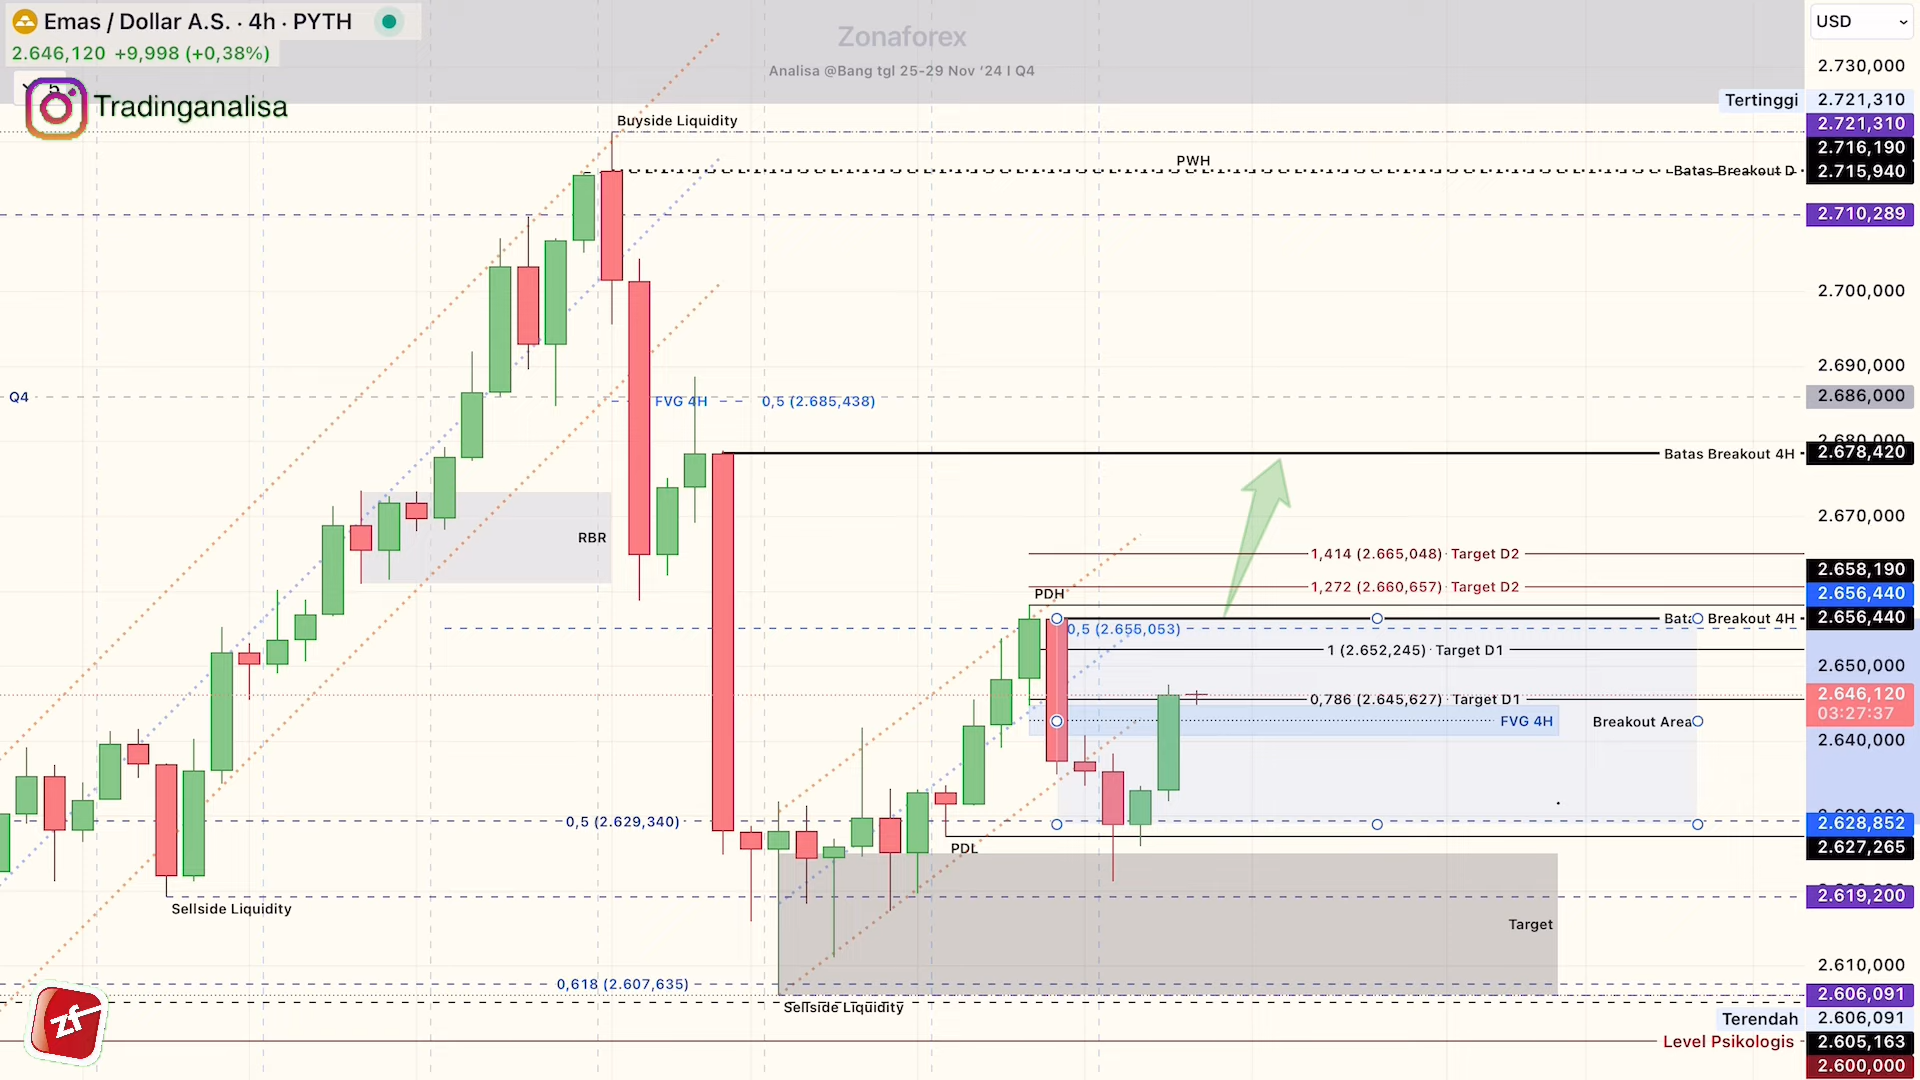 Emas / Dollar A.S. · 4h · PYTH
2.646,120 +9,998 (+0,38%)
Tradinganalisa
Zonaforex
Analisa @Bang tgl 25-29 Nov '24 I Q4
USD
2.730,000
Tertinggi 2.721,310
2.721,310
Buyside Liquidity
2.716,190
PWH
Batas Breakout D 2.715,940
2.710,289
2.700,000
2.690,000
Q4
2.686,000
FVG 4H
0,5 (2.685,438)
2.680,000
Batas Breakout 4H 2.678,420
2.670,000
RBR
1,414 (2.665,048) · Target D2
2.658,190
1,272 (2.660,657) · Target D2
PDH
2.656,440
Batas Breakout 4H 2.656,440
0,5 (2.655,053)
1 (2.652,245) · Target D1
2.650,000
2.646,120
0,786 (2.645,627) · Target D1
03:27:37
FVG 4H
Breakout Area
2.640,000
0,5 (2.629,340)
2.628,852
PDL
2.627,265
2.619,200
Sellside Liquidity
Target
2.610,000
0,618 (2.607,635)
2.606,091
Sellside Liquidity
Terendah 2.606,091
Level Psikologis 2.605,163
2.600,000
zf